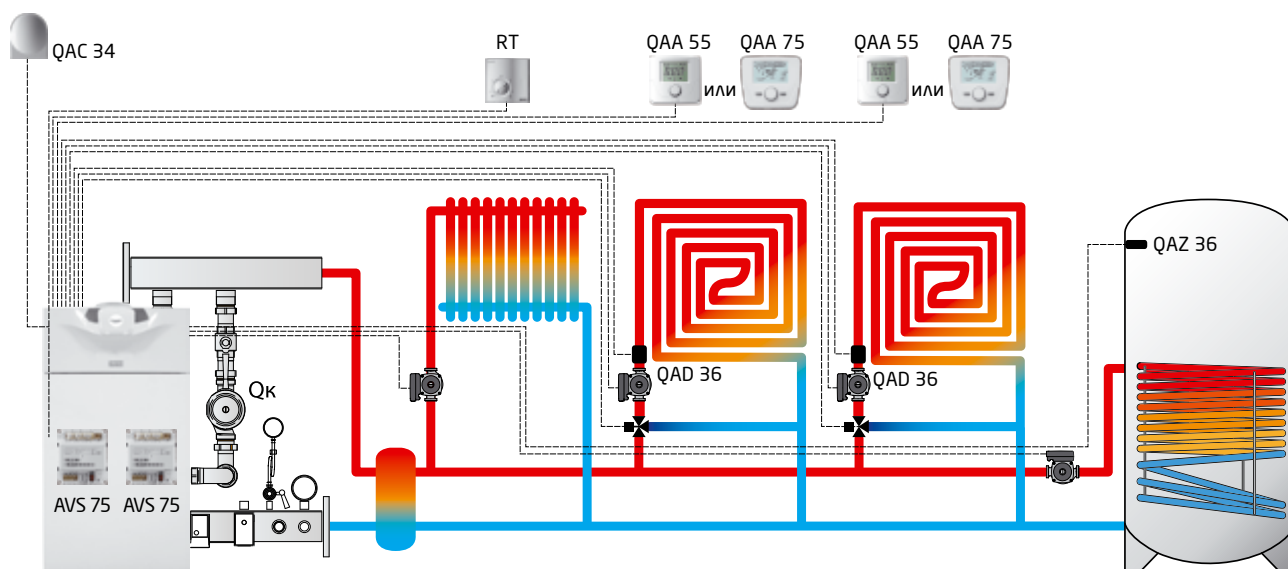 QAC 34
RT
QAA 55
QAA 75
QAA 55
QAA 75
или
или
QAZ 36
QAD 36
QAD 36
Qк
AVS 75
AVS 75